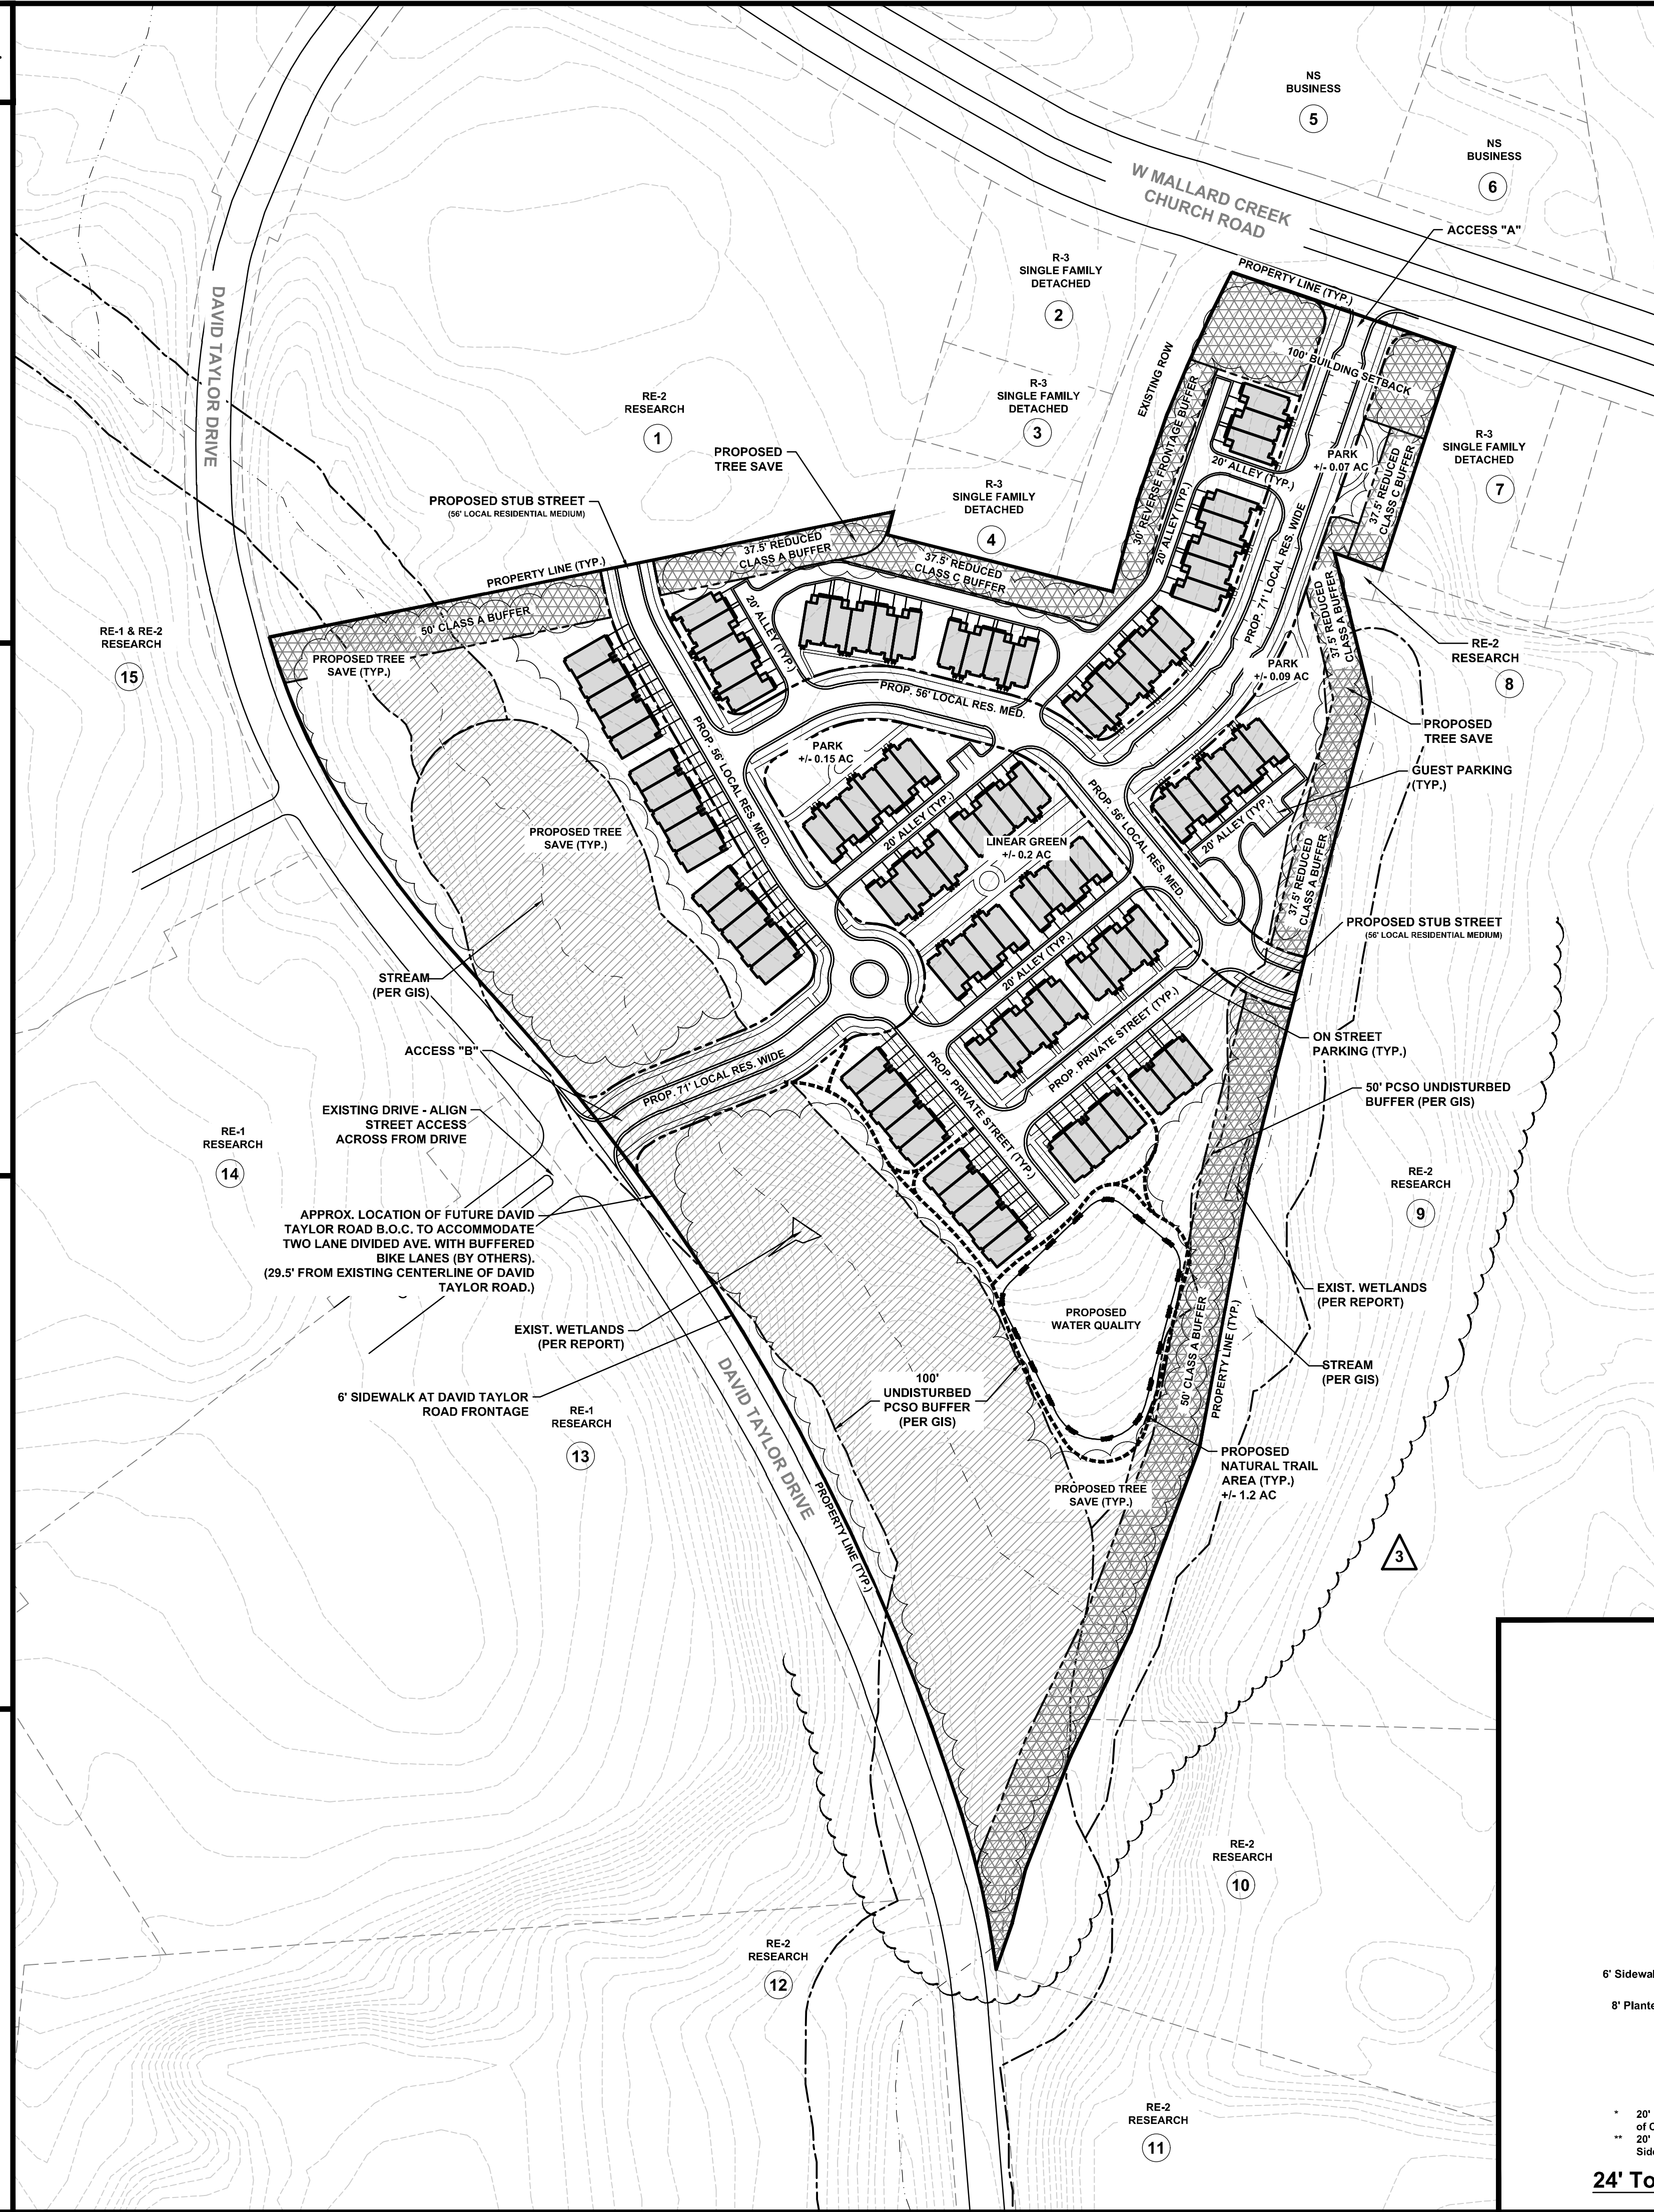 NS
BUSINESS
5
NS
BUSINESS
6
W MALLARD CREEK
CHURCH ROAD
ACCESS "A"
PROPERTY LINE (TYP.)
R-3
SINGLE FAMILY
DETACHED
2
DAVID TAYLOR DRIVE
EXISTING ROW
100' BUILDING SETBACK
R-3
SINGLE FAMILY
DETACHED
3
RE-2
RESEARCH
1
30' REVERSE FRONTAGE BUFFER
R-3
SINGLE FAMILY
DETACHED
7
PROPOSED
TREE SAVE
20' ALLEY (TYP.)
PARK
+/- 0.07 AC
37.5' REDUCED
CLASS C BUFFER
R-3
SINGLE FAMILY
DETACHED
4
PROPOSED STUB STREET
(56' LOCAL RESIDENTIAL MEDIUM)
20' ALLEY (TYP.)
PROP. 71' LOCAL RES. WIDE
37.5' REDUCED
CLASS A BUFFER
37.5' REDUCED
CLASS C BUFFER
PROPERTY LINE (TYP.)
50' CLASS A BUFFER
20' ALLEY (TYP.)
37.5' REDUCED
CLASS A BUFFER
RE-1 & RE-2
RESEARCH
15
PROPOSED TREE
SAVE (TYP.)
RE-2
RESEARCH
8
PARK
+/- 0.09 AC
PROP. 56' LOCAL RES. MED.
PROPOSED
TREE SAVE
PROP. 56' LOCAL RES. MED.
PARK
+/- 0.15 AC
GUEST PARKING
(TYP.)
PROP. 56' LOCAL RES. MED.
20' ALLEY (TYP.)
20' ALLEY (TYP.)
PROPOSED TREE
SAVE (TYP.)
LINEAR GREEN
+/- 0.2 AC
37.5' REDUCED
CLASS A BUFFER
PROPOSED STUB STREET
(56' LOCAL RESIDENTIAL MEDIUM)
20' ALLEY (TYP.)
STREAM
(PER GIS)
PROP. PRIVATE STREET (TYP.)
ON STREET
PARKING (TYP.)
ACCESS "B"
PROP. 71' LOCAL RES. WIDE
PROP. PRIVATE STREET (TYP.)
50' PCSO UNDISTURBED
BUFFER (PER GIS)
EXISTING DRIVE - ALIGN
STREET ACCESS
ACROSS FROM DRIVE
RE-1
RESEARCH
14
RE-2
RESEARCH
9
APPROX. LOCATION OF FUTURE DAVID
TAYLOR ROAD B.O.C. TO ACCOMMODATE
TWO LANE DIVIDED AVE. WITH BUFFERED
BIKE LANES (BY OTHERS).
(29.5' FROM EXISTING CENTERLINE OF DAVID
TAYLOR ROAD.)
EXIST. WETLANDS
(PER REPORT)
PROPOSED
WATER QUALITY
EXIST. WETLANDS
(PER REPORT)
50' CLASS A BUFFER
PROPERTY LINE (TYP.)
STREAM
(PER GIS)
100'
UNDISTURBED
PCSO BUFFER
(PER GIS)
6' SIDEWALK AT DAVID TAYLOR
ROAD FRONTAGE
RE-1
RESEARCH
13
DAVID TAYLOR DRIVE
PROPERTY LINE (TYP.)
PROPOSED
NATURAL TRAIL
AREA (TYP.)
+/- 1.2 AC
PROPOSED TREE
SAVE (TYP.)
3
RE-2
RESEARCH
10
RE-2
RESEARCH
12
RE-2
RESEARCH
11
6'
8'
* 20'
of
** 20'
24'